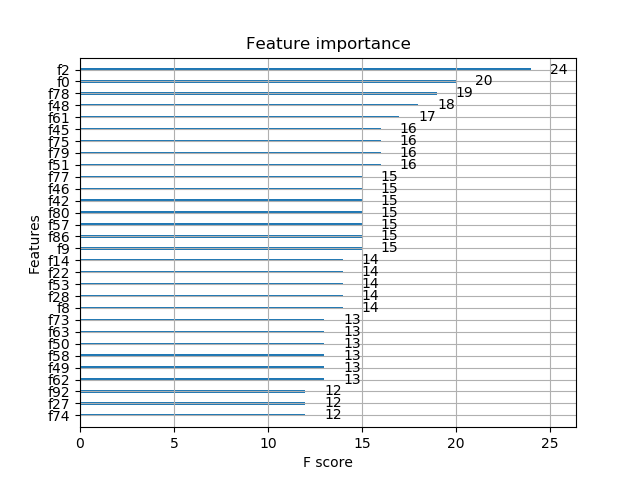 Feature importance
Features
f2 24
f0 20
f78 19
f48 18
f61 17
f45 16
f75 16
f79 16
f51 16
f77 15
f46 15
f42 15
f80 15
f57 15
f86 15
f9 15
f14 14
f22 14
f53 14
f28 14
f8 14
f73 13
f63 13
f50 13
f58 13
f49 13
f62 13
f92 12
f27 12
f74 12
0 5 10 15 20 25
F score